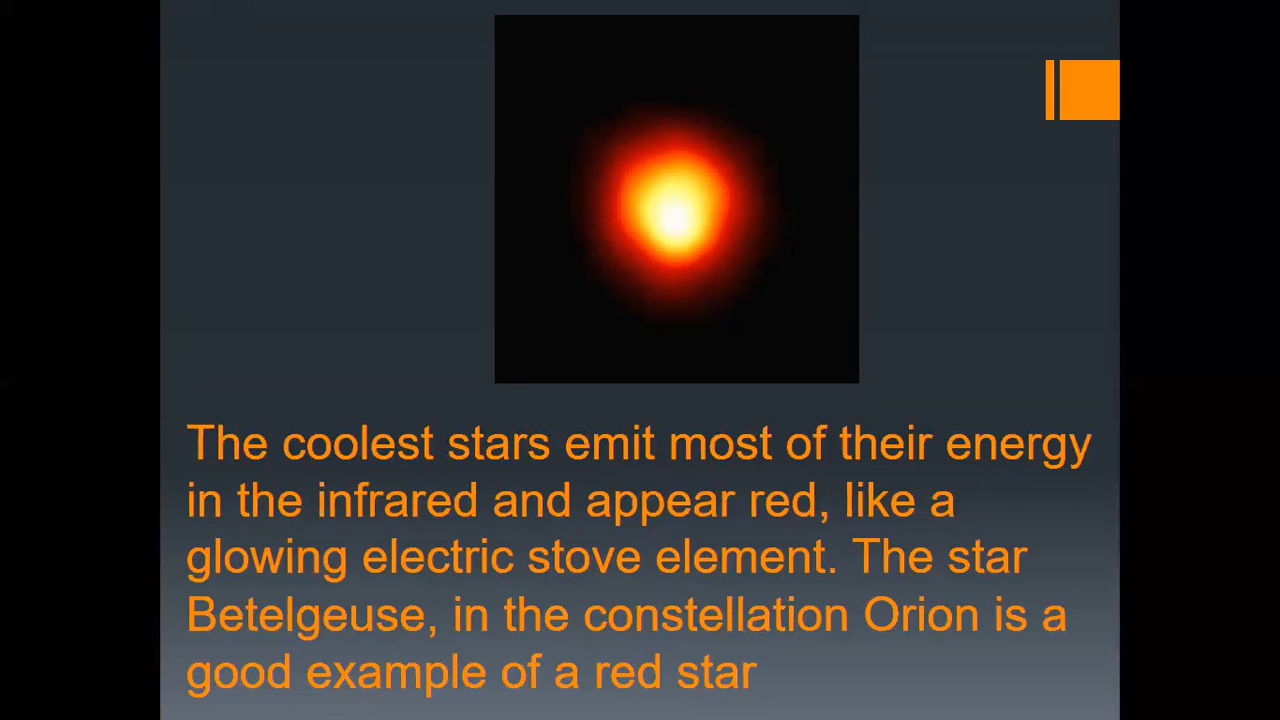 The coolest stars emit most of their energy
in the infrared and appear red, like a
glowing electric stove element. The star
Betelgeuse, in the constellation Orion is a
good example of a red star